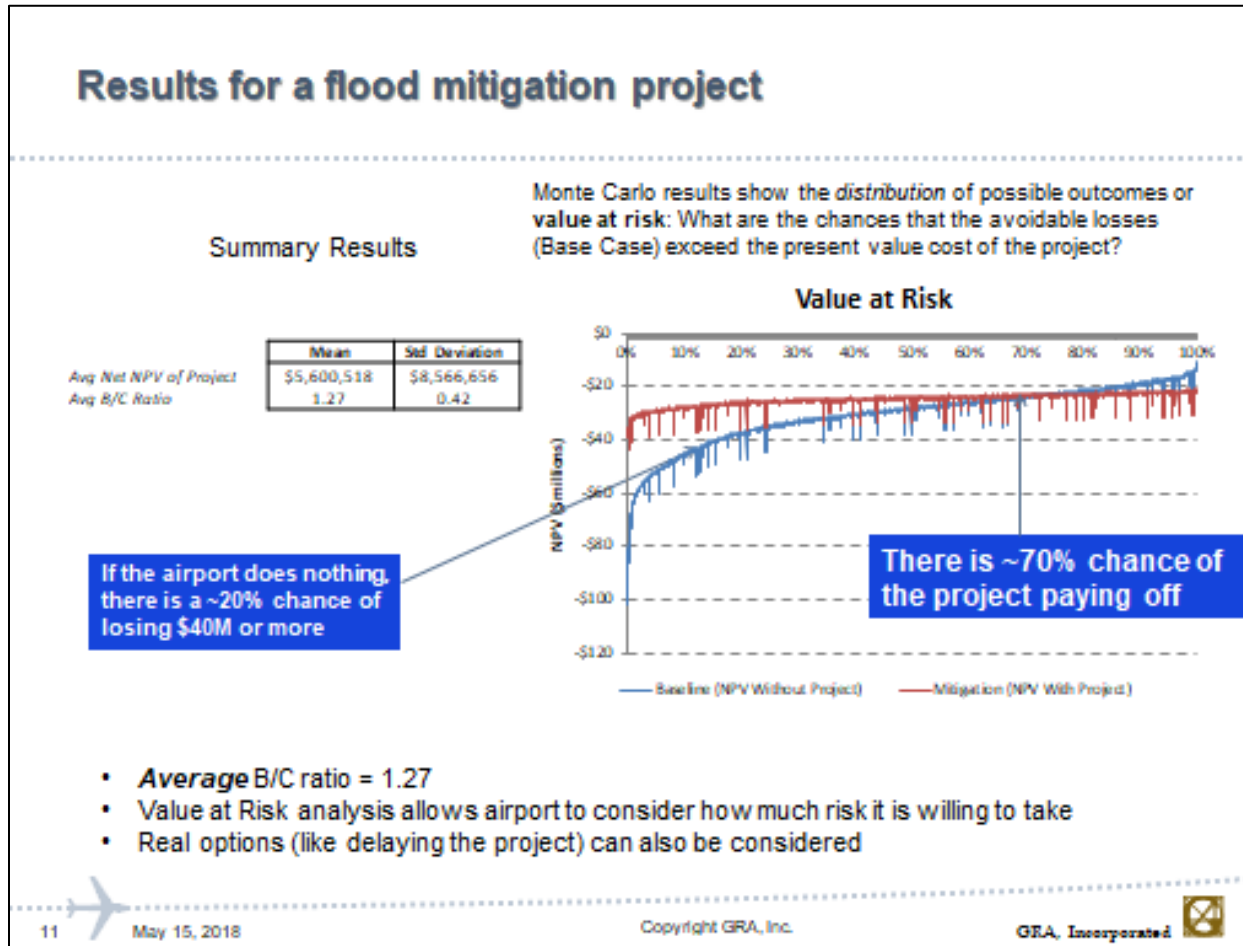 Results for a flood mitigation project
Monte Carlo results show the distribution of possible outcomes or
value at risk: What are the chances that the avoidable losses
(Base Case) exceed the present value cost of the project?
Summary Results
Mean Std Deviation
Avg Net NPV of Project $5,600,518 $8,566,656
Avg B/C Ratio 1.27 0.42
Value at Risk
$0
0% 10% 20% 30% 40% 50% 60% 70% 80% 90% 100%
-$20
-$40
-$60
-$80
-$100
-$120
NPV ($millions)
If the airport does nothing,
there is a ~20% chance of
losing $40M or more
There is ~70% chance of
the project paying off
Baseline (NPV Without Project) Mitigation (NPV With Project)
• Average B/C ratio = 1.27
• Value at Risk analysis allows airport to consider how much risk it is willing to take
• Real options (like delaying the project) can also be considered
11 May 15, 2018 Copyright GRA, Inc. GRA, Incorporated